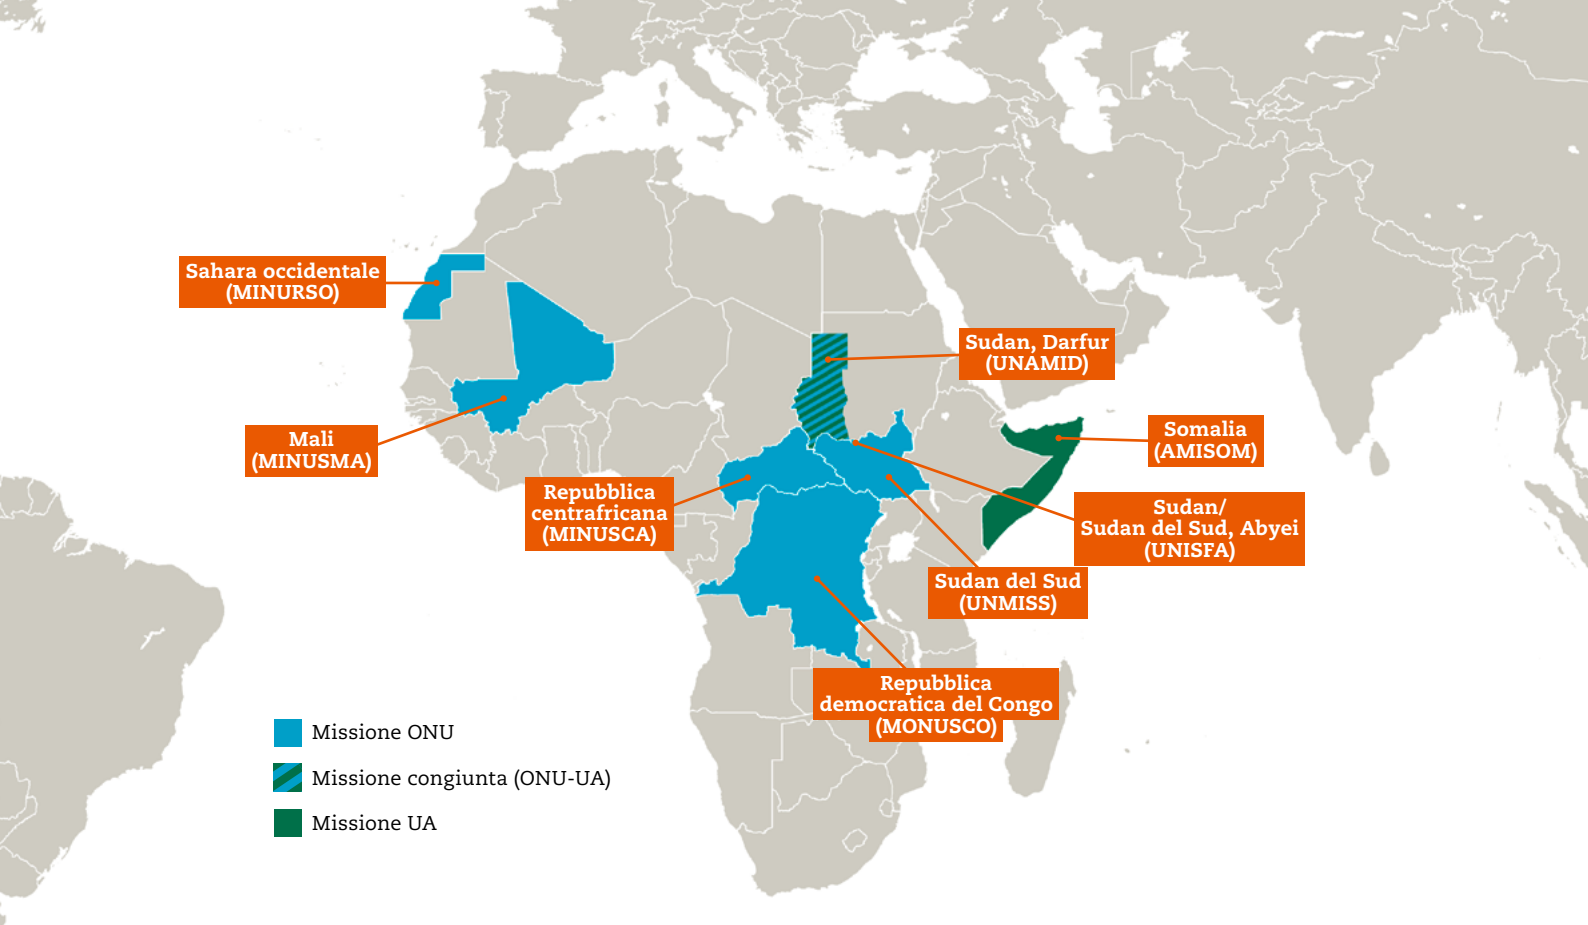 Sahara occidentale
(MINURSO)
Sudan, Darfur
(UNAMID)
Mali
(MINUSMA)
Somalia
(AMISOM)
Repubblica
centrafricana
(MINUSCA)
Sudan/
Sudan del Sud, Abyei
(UNISFA)
Sudan del Sud
(UNMISS)
Repubblica
democratica del Congo
(MONUSCO)
Missione ONU
Missione congiunta (ONU-UA)
Missione UA